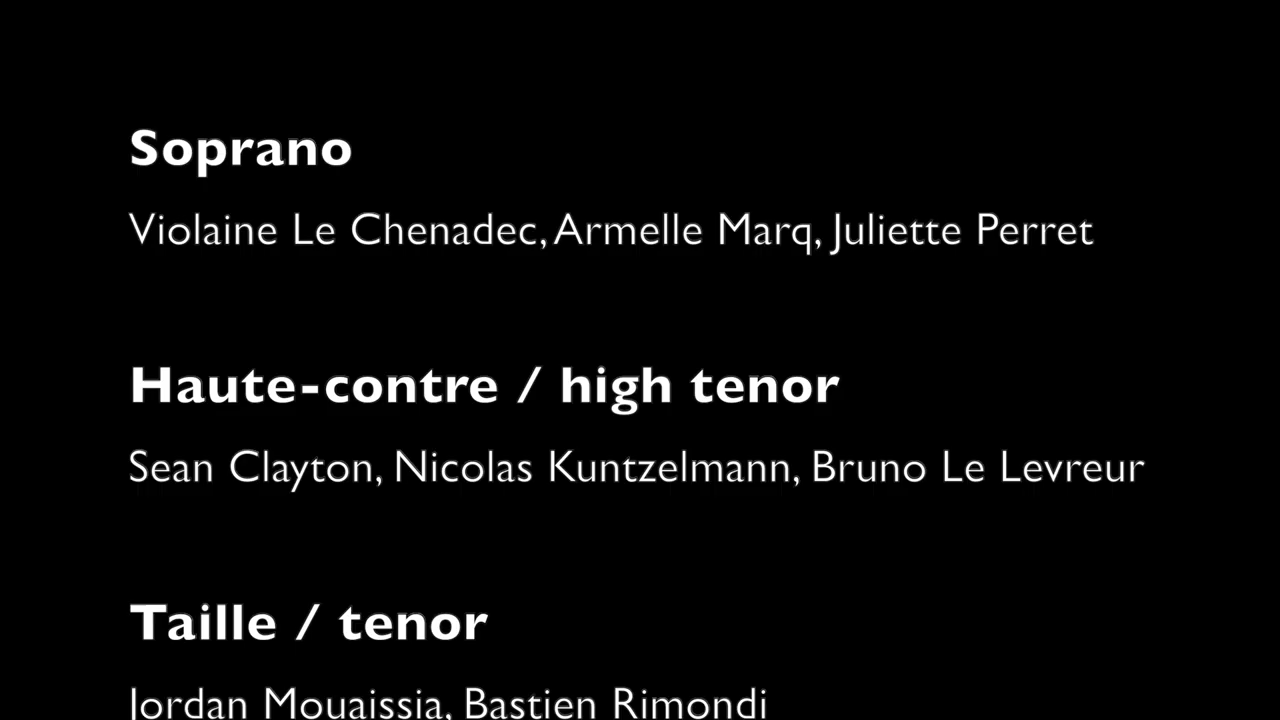 Soprano
Violaine Le Chenadec, Armelle Marq, Juliette Perret
Haute-contre / high tenor
Sean Clayton, Nicolas Kuntzelmann, Bruno Le Levreur
Taille / tenor
Jordan Mouaissia, Bastien Rimondi